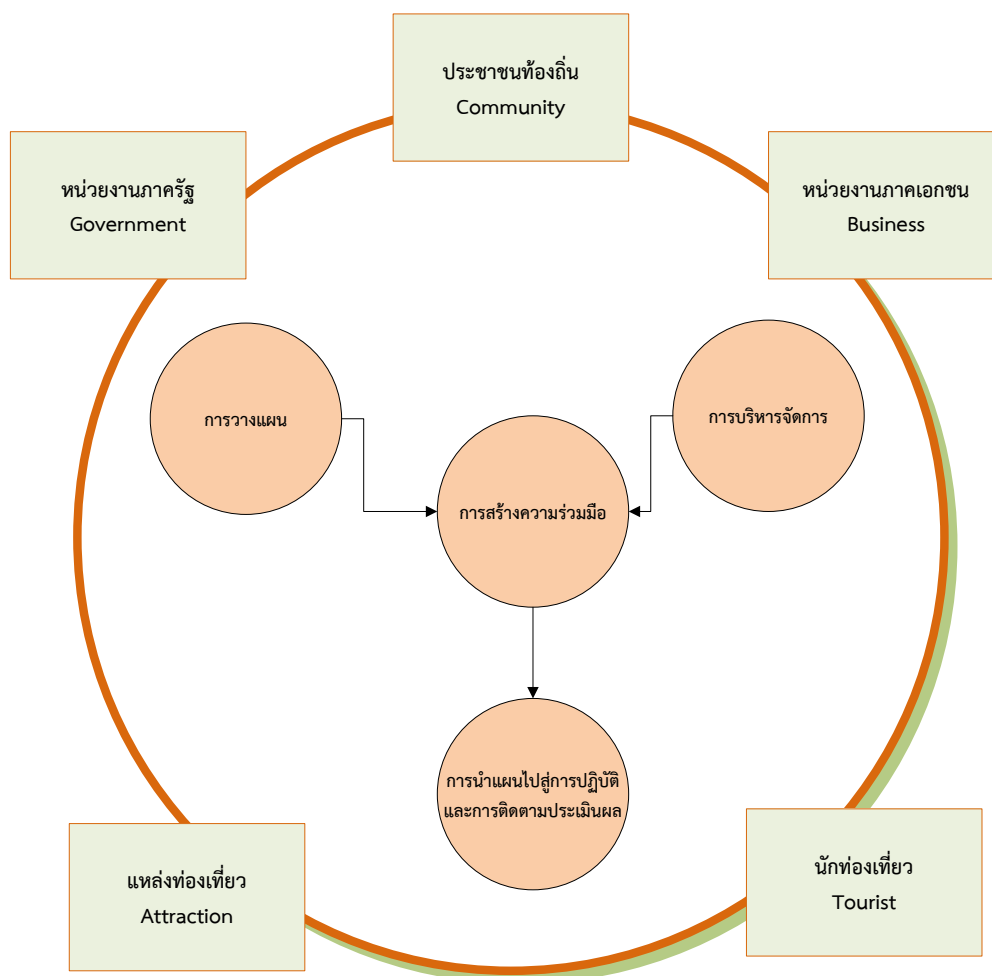 ประชาชนท้องถิ่น
Community
หน่วยงานภาครัฐ
Government
หน่วยงานภาคเอกชน
Business
การวางแผน
การบริหารจัดการ
การสร้างความร่วมมือ
การนำแผนไปสู่การปฏิบัติ
และการติดตามประเมินผล
แหล่งท่องเที่ยว
Attraction
นักท่องเที่ยว
Tourist